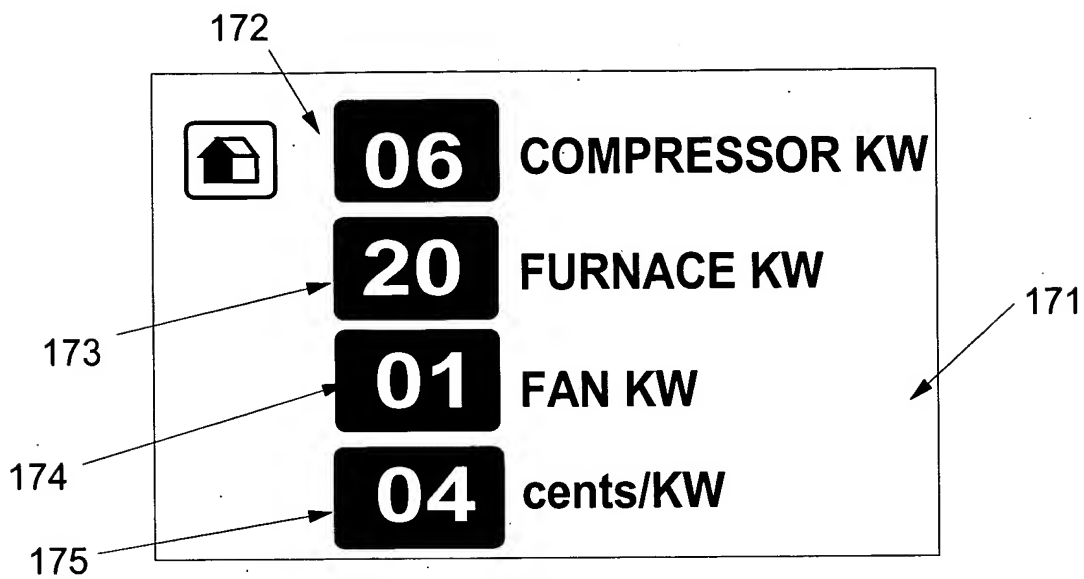 172
06 COMPRESSOR KW
20 FURNACE KW
171
173
01 FAN KW
174
04 cents/KW
175